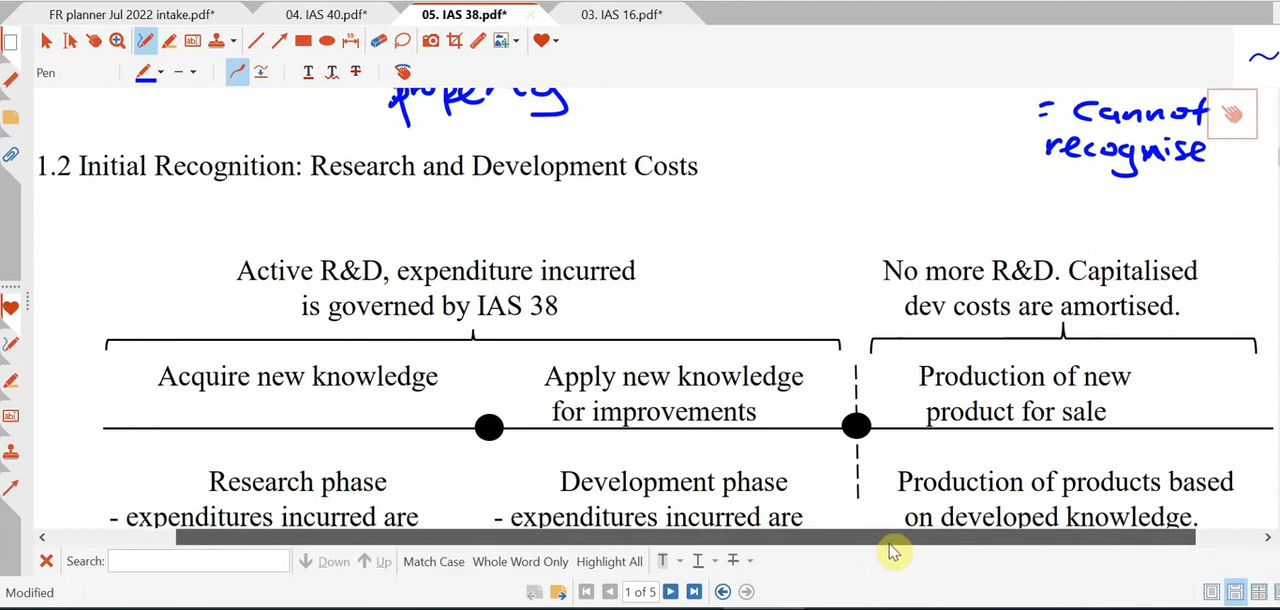 FR planner Jul 2022 intake.pdf*
04. IAS 40.pdf*
05. IAS 38.pdf*
03. IAS 16.pdf*
Pen
property
= cannot
recognise
1.2 Initial Recognition: Research and Development Costs
Active R&D, expenditure incurred
is governed by IAS 38
No more R&D. Capitalised
dev costs are amortised.
Acquire new knowledge
Apply new knowledge
for improvements
Production of new
product for sale
Research phase
- expenditures incurred are
Development phase
- expenditures incurred are
Production of products based
on developed knowledge.
Search:
Down
Up
Match Case
Whole Word Only
Highlight All
Modified
1 of 5